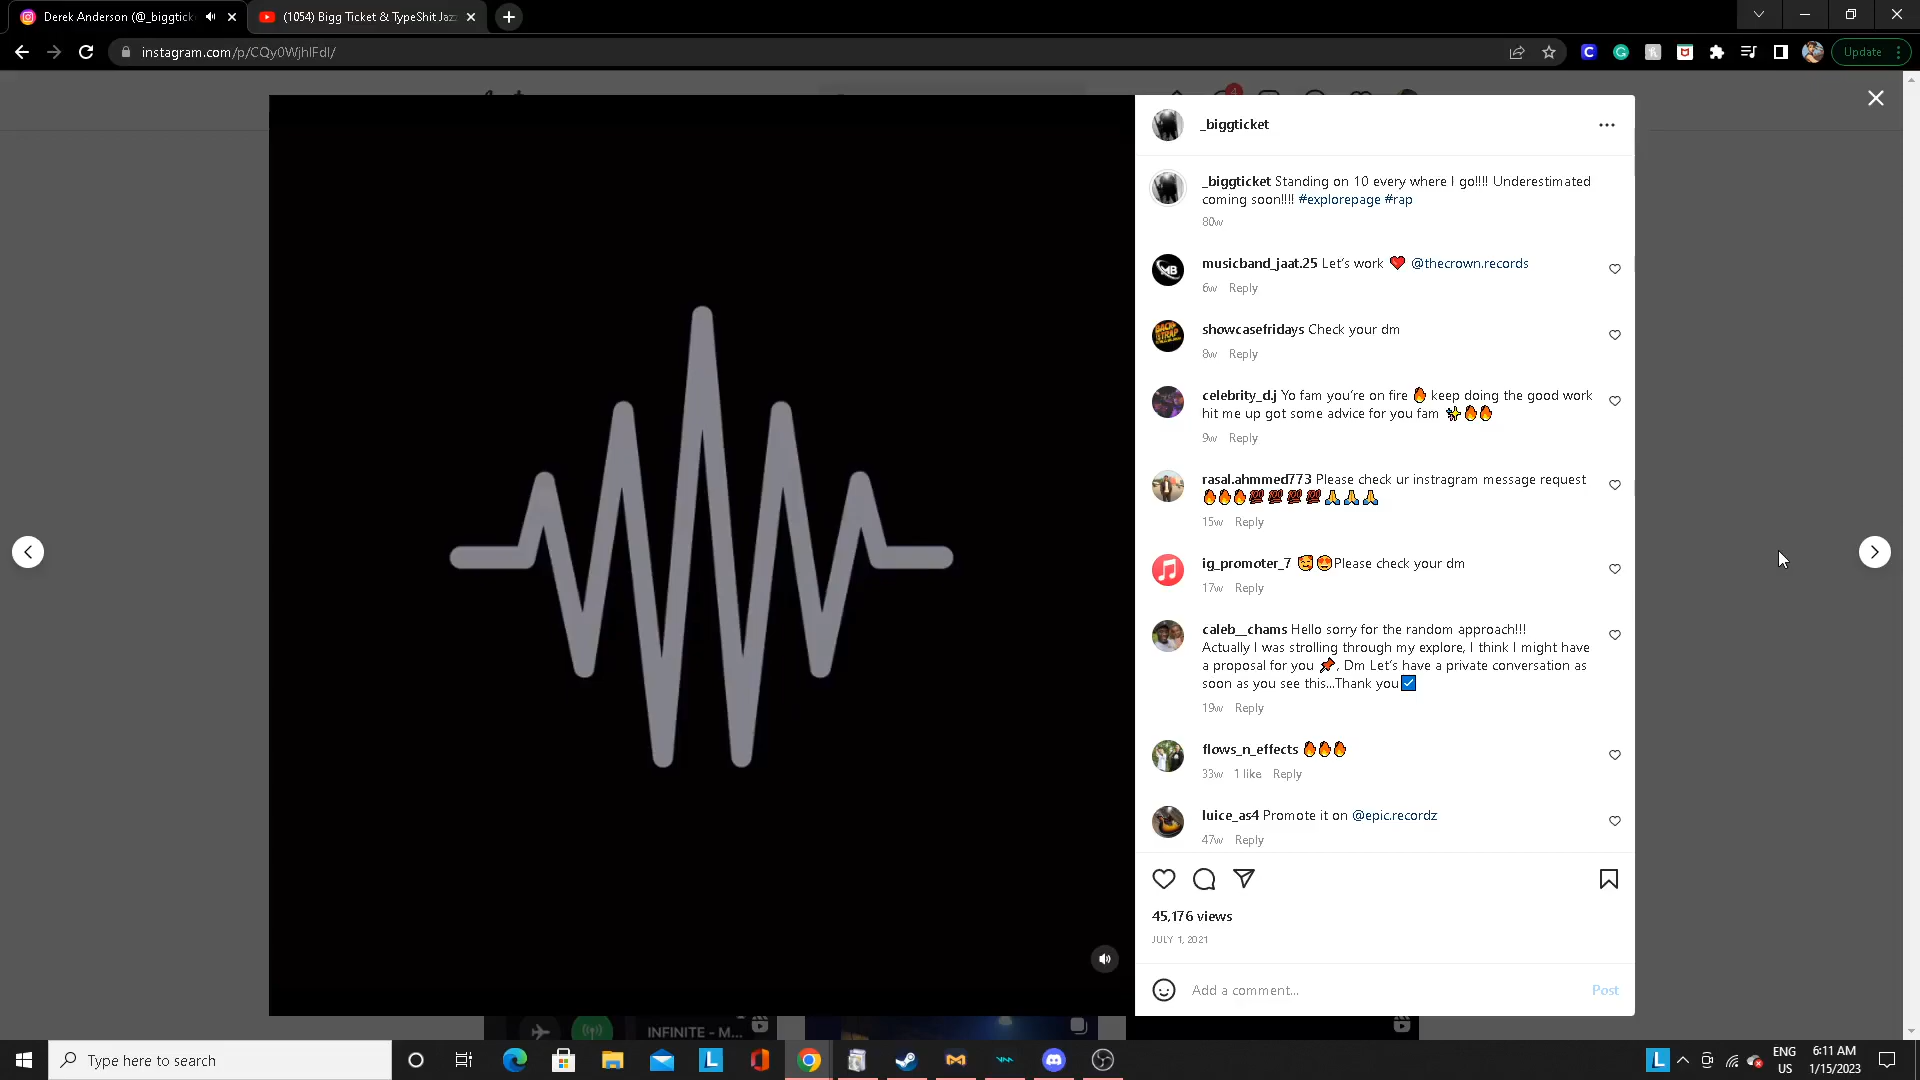 Derek Anderson (@_biggtick
(1054) Bigg Ticket & TypeShit Jaz
instagram.com/p/CQy0WjhlFdl/
Update
4
_biggticket
_biggticket Standing on 10 every where I go!!!! Underestimated
coming soon!!!! #explorepage #rap
80w
musicband_jaat.25 Let's work ❤️ @thecrown.records
6w Reply
showcasefridays Check your dm
8w Reply
celebrity_d.j Yo fam you're on fire 🔥 keep doing the good work
hit me up got some advice for you fam ✨🔥🔥
9w Reply
rasal.ahmmed773 Please check ur instragram message request
🔥🔥🔥💯💯💯💯🙏🙏🙏
15w Reply
ig_promoter_7 🥰😍Please check your dm
17w Reply
caleb__chams Hello sorry for the random approach!!!
Actually I was strolling through my explore, I think I might have
a proposal for you 📌, Dm Let's have a private conversation as
soon as you see this...Thank you☑️
19w Reply
flows_n_effects 🔥🔥🔥
33w 1 like Reply
luice_as4 Promote it on @epic.recordz
47w Reply
45,176 views
JULY 1, 2021
Add a comment...
Post
INFINITE - M...
Type here to search
ENG
US
6:11 AM
1/15/2023